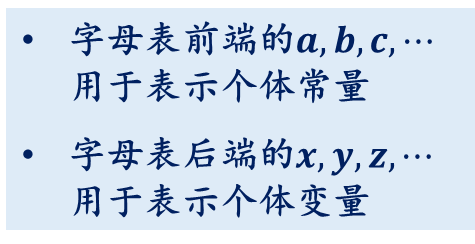 • 字母表前端的a, b, c, ⋯
用于表示个体常量
• 字母表后端的x, y, z, ⋯
用于表示个体变量